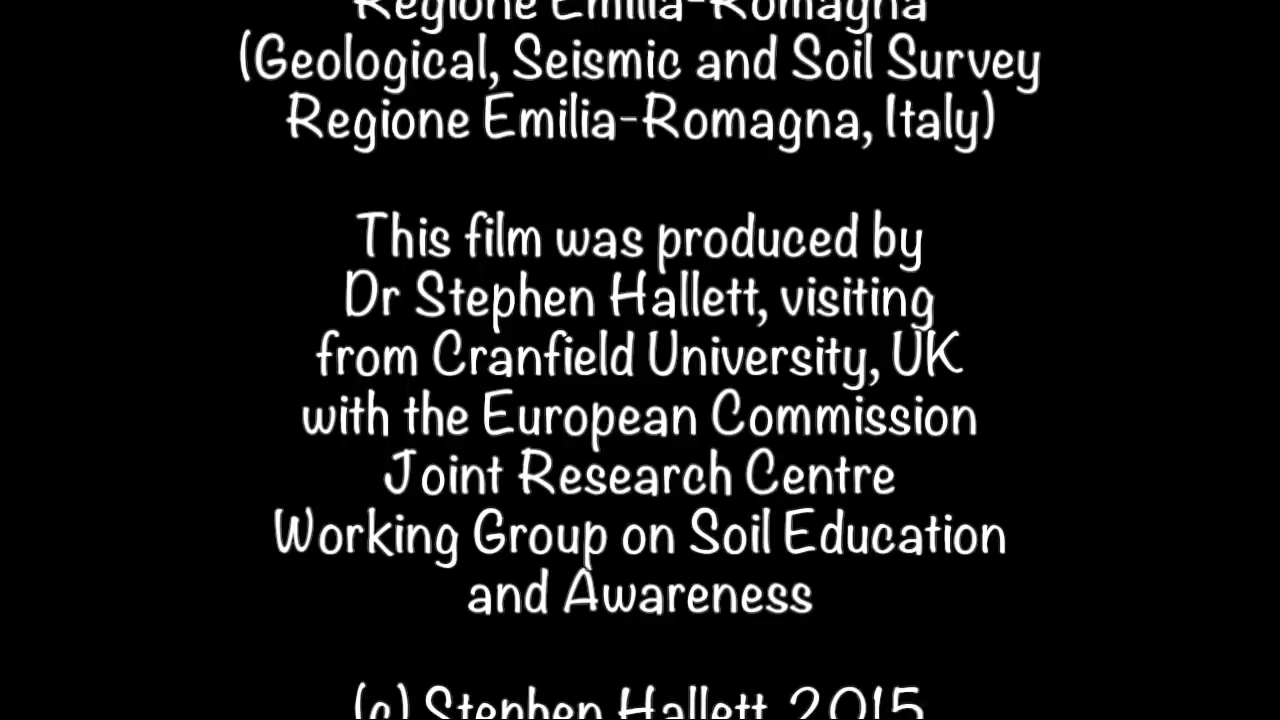 Regione Emilia-Romagna
(Geological, Seismic and Soil Survey
Regione Emilia-Romagna, Italy)
This film was produced by
Dr Stephen Hallett, visiting
from Cranfield University, UK
with the European Commission
Joint Research Centre
Working Group on Soil Education
and Awareness
(c) Stephen Hallett, 2015